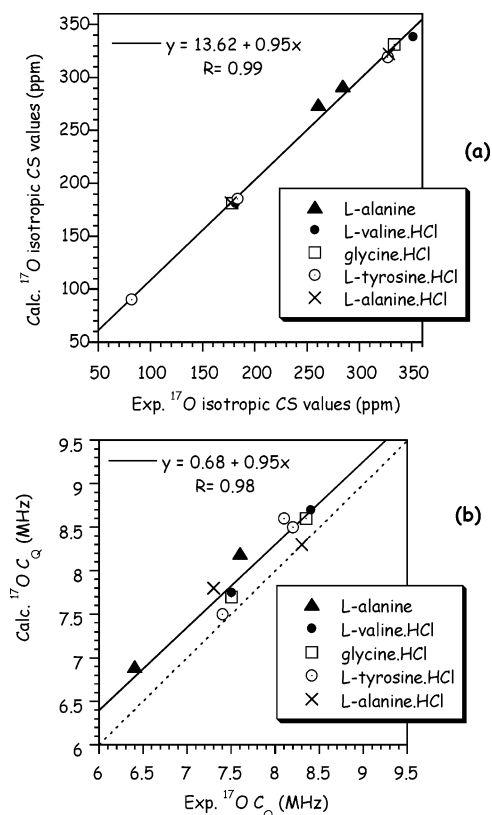 (a)
350
300
250
200
150
100
50
Calc. ¹⁷O isotropic CS values (ppm)
y = 13.62 + 0.95x
R= 0.99
L-alanine
L-valine.HCl
glycine.HCl
L-tyrosine.HCl
L-alanine.HCl
50 100 150 200 250 300 350
Exp. ¹⁷O isotropic CS values (ppm)
(b)
9.5
9
8.5
8
7.5
7
6.5
6
Calc. ¹⁷O C_Q (MHz)
y = 0.68 + 0.95x
R= 0.98
L-alanine
L-valine.HCl
glycine.HCl
L-tyrosine.HCl
L-alanine.HCl
6 6.5 7 7.5 8 8.5 9 9.5
Exp. ¹⁷O C_Q (MHz)